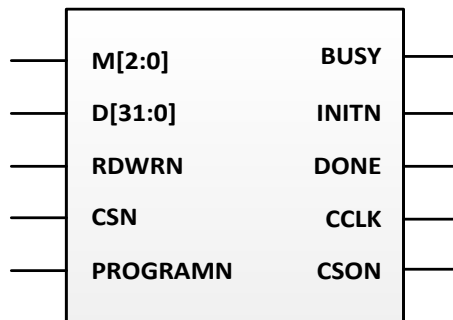 M[2:0] BUSY
D[31:0] INITN
RDWRN DONE
CSN CCLK
PROGRAMN CSON